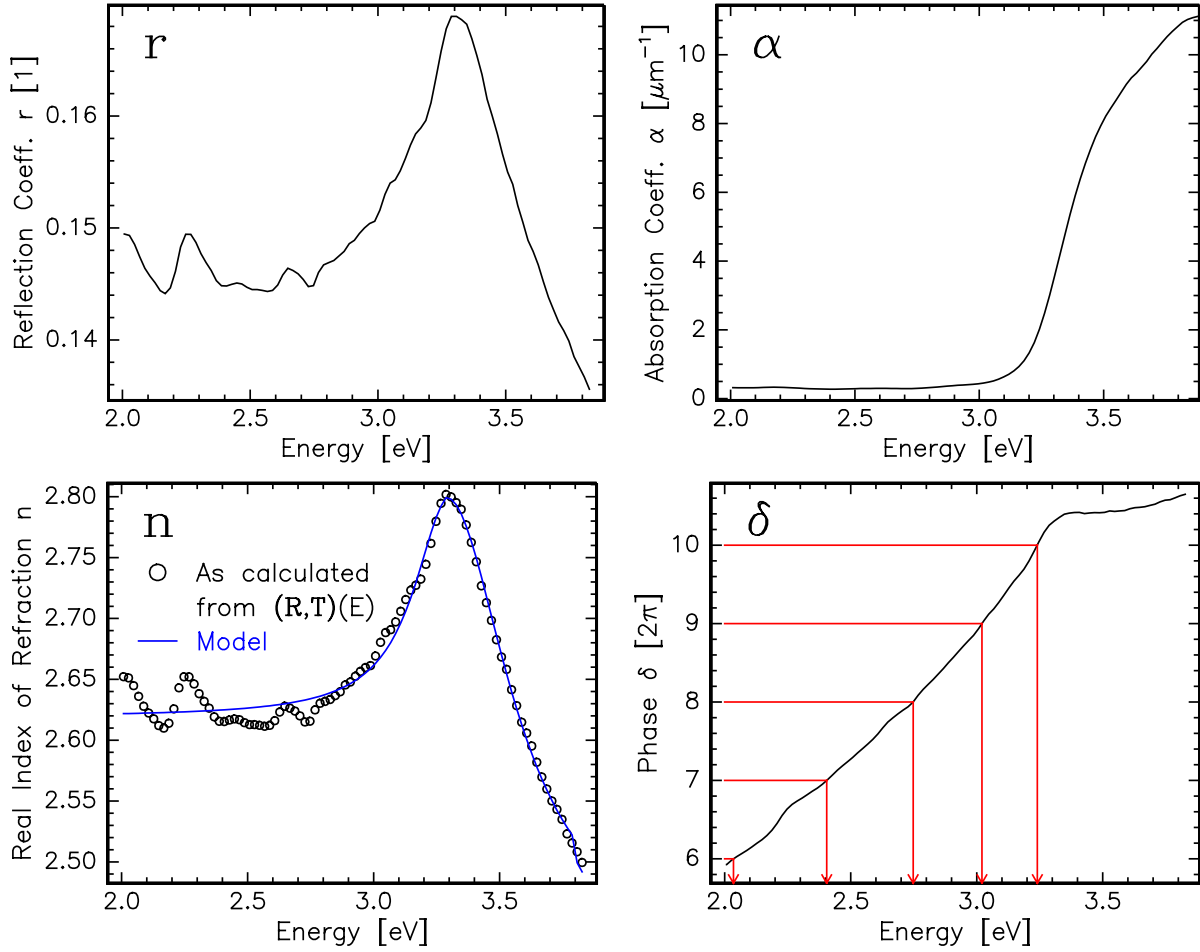 r
Reflection Coeff. r [1]
0.16
0.15
0.14
2.0 2.5 3.0 3.5
Energy [eV]
α
Absorption Coeff. α [μm⁻¹]
10
8
6
4
2
0
2.0 2.5 3.0 3.5
Energy [eV]
n
Real Index of Refraction n
2.80
2.75
2.70
2.65
2.60
2.55
2.50
As calculated
from (R,T)(E)
Model
2.0 2.5 3.0 3.5
Energy [eV]
δ
Phase δ [2π]
10
9
8
7
6
2.0 2.5 3.0 3.5
Energy [eV]